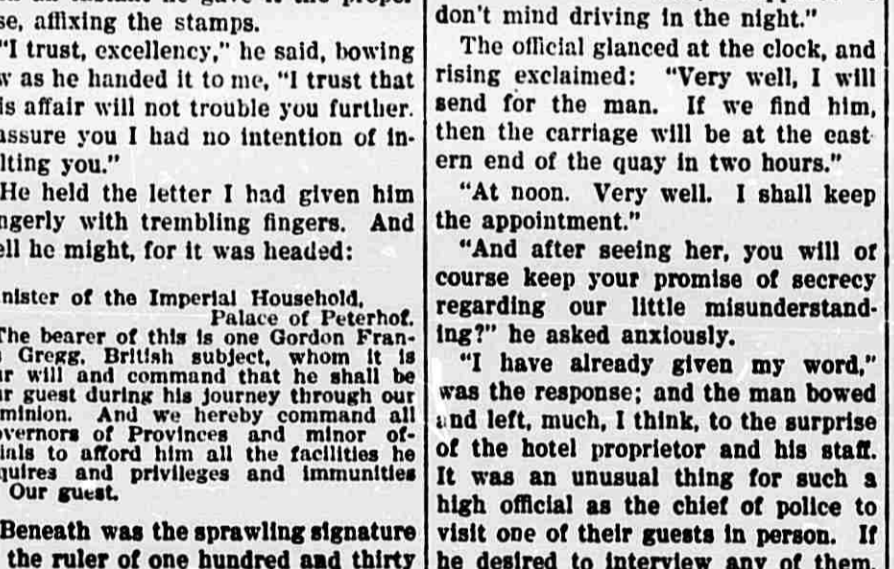 se, affixing the stamps.
"I trust, excellency," he said, bowing
as he handed it to me, "I trust that
is affair will not trouble you further.
assure you I had no intention of in-
lting you."
He held the letter I had given him
ngerly with trembling fingers. And
ell he might, for it was headed:
nister of the Imperial Household,
Palace of Peterhof.
The bearer of this is one Gordon Fran-
Gregg, British subject, whom it is
ur will and command that he shall be
ur guest during his journey through our
minion. And we hereby command all
overnors of Provinces and minor of-
ials to afford him all the facilities he
quires and privileges and immunities
Our guest.
Beneath was the sprawling signature
the ruler of one hundred and thirty
don't mind driving in the night."
The official glanced at the clock, and
rising exclaimed: "Very well, I will
send for the man. If we find him,
then the carriage will be at the east
ern end of the quay in two hours."
"At noon. Very well. I shall keep
the appointment."
"And after seeing her, you will of
course keep your promise of secrecy
regarding our little misunderstand-
ing?" he asked anxiously.
"I have already given my word,"
was the response; and the man bowed
and left, much, I think, to the surprise
of the hotel proprietor and his staff.
It was an unusual thing for such a
high official as the chief of police to
visit one of their guests in person. If
he desired to interview any of them,